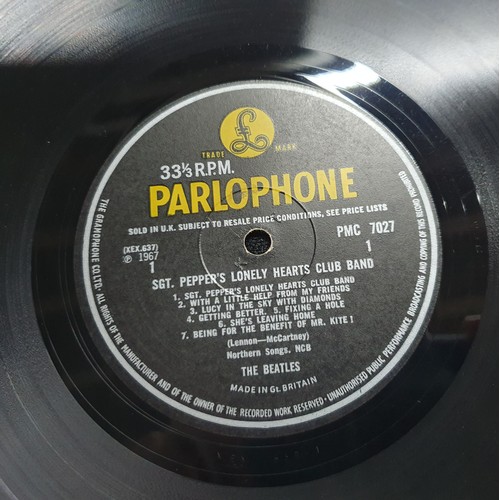 TRADE £ MARK
33⅓ R.P.M.
PARLOPHONE
SOLD IN U.K. SUBJECT TO RESALE PRICE CONDITIONS, SEE PRICE LISTS
(XEX.637)
℗ 1967
1
PMC 7027
1
SGT. PEPPER'S LONELY HEARTS CLUB BAND
1. SGT. PEPPER'S LONELY HEARTS CLUB BAND
2. WITH A LITTLE HELP FROM MY FRIENDS
3. LUCY IN THE SKY WITH DIAMONDS
4. GETTING BETTER. 5. FIXING A HOLE
6. SHE'S LEAVING HOME
7. BEING FOR THE BENEFIT OF MR. KITE !
(Lennon—McCartney)
Northern Songs, NCB
THE BEATLES
MADE IN GT. BRITAIN
THE GRAMOPHONE CO. LTD. ALL RIGHTS OF THE MANUFACTURER AND OF THE OWNER OF THE RECORDED WORK RESERVED. UNAUTHORISED PUBLIC PERFORMANCE BROADCASTING AND COPYING OF THIS RECORD PROHIBITED